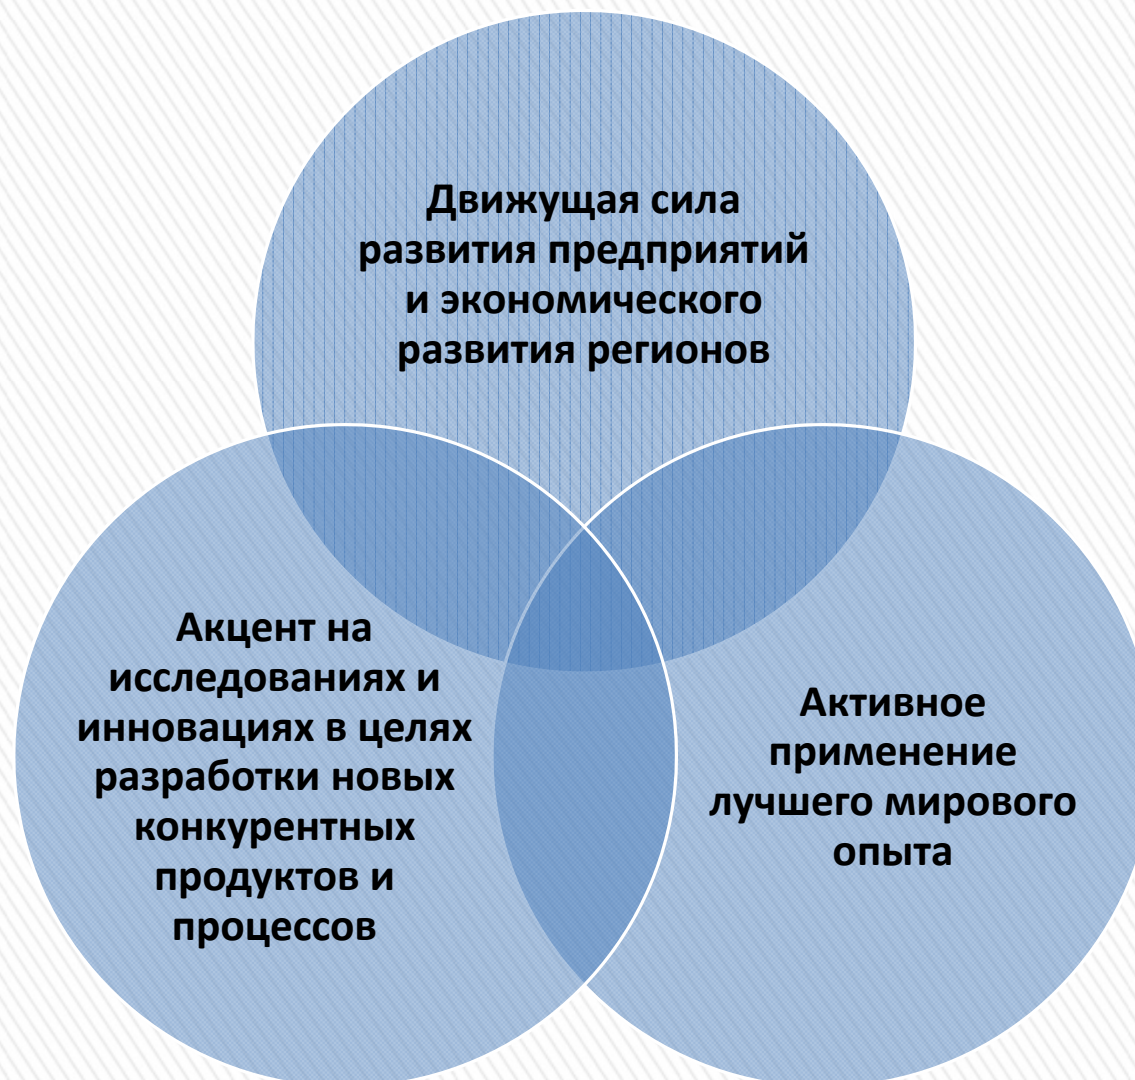 Движущая сила
развития предприятий
и экономического
развития регионов
Акцент на
исследованиях и
инновациях в целях
разработки новых
конкурентных
продуктов и
процессов
Активное
применение
лучшего мирового
опыта